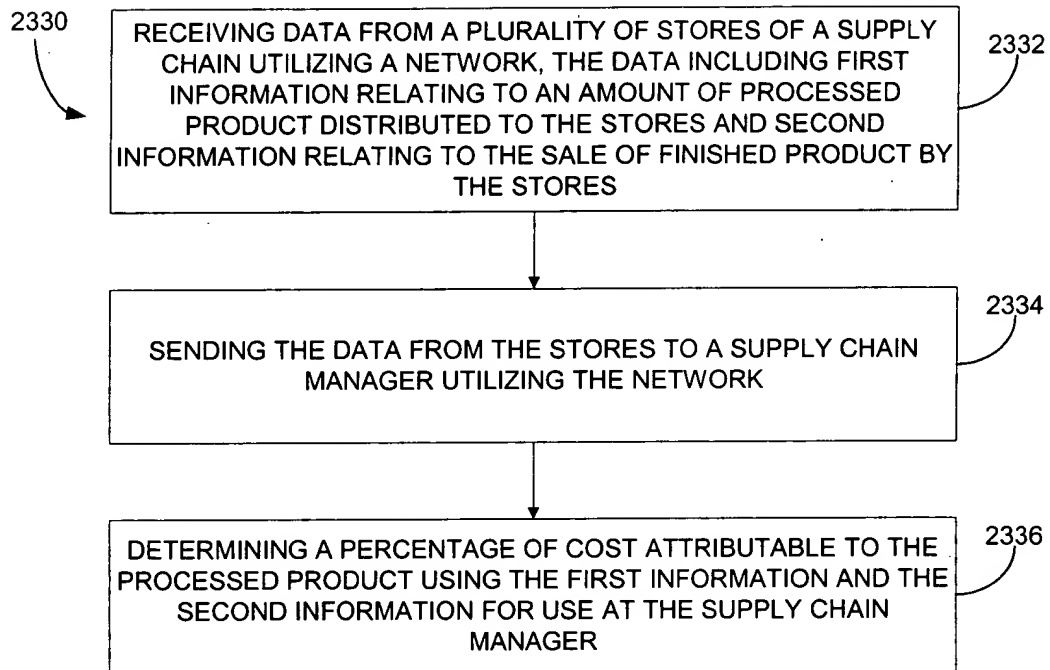 2330
RECEIVING DATA FROM A PLURALITY OF STORES OF A SUPPLY
CHAIN UTILIZING A NETWORK, THE DATA INCLUDING FIRST
INFORMATION RELATING TO AN AMOUNT OF PROCESSED
PRODUCT DISTRIBUTED TO THE STORES AND SECOND
INFORMATION RELATING TO THE SALE OF FINISHED PRODUCT BY
THE STORES
2332
SENDING THE DATA FROM THE STORES TO A SUPPLY CHAIN
MANAGER UTILIZING THE NETWORK
2334
DETERMINING A PERCENTAGE OF COST ATTRIBUTABLE TO THE
PROCESSED PRODUCT USING THE FIRST INFORMATION AND THE
SECOND INFORMATION FOR USE AT THE SUPPLY CHAIN
MANAGER
2336